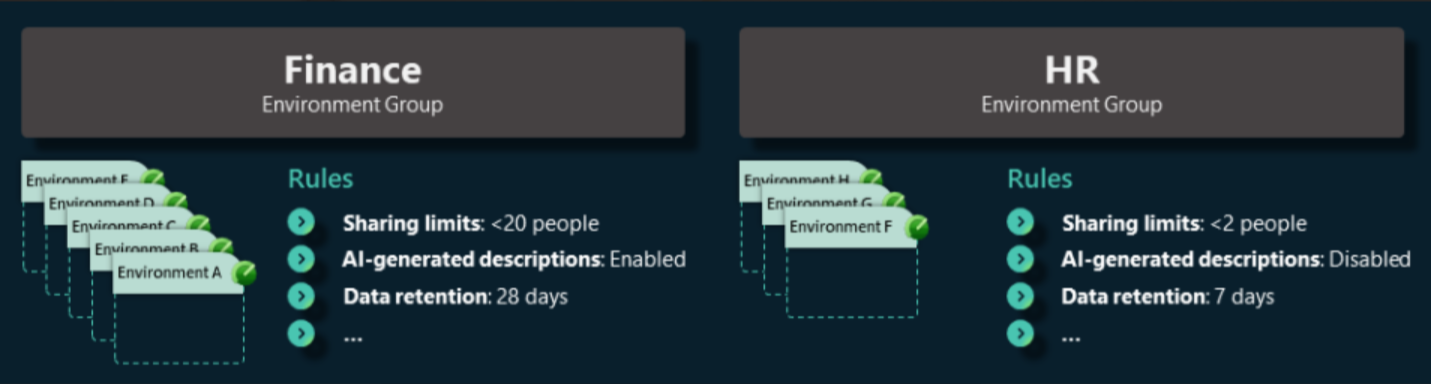 Finance
Environment Group
Environment E
Environment D
Environment C
Environment B
Environment A
Rules
Sharing limits: <20 people
AI-generated descriptions: Enabled
Data retention: 28 days
...
HR
Environment Group
Environment H
Environment G
Environment F
Rules
Sharing limits: <2 people
AI-generated descriptions: Disabled
Data retention: 7 days
...